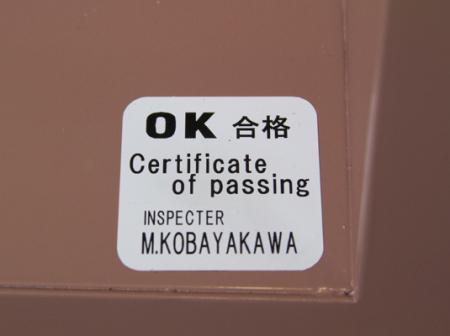 OK 合格
Certificate
of passing
INSPECTER
M.KOBAYAKAWA